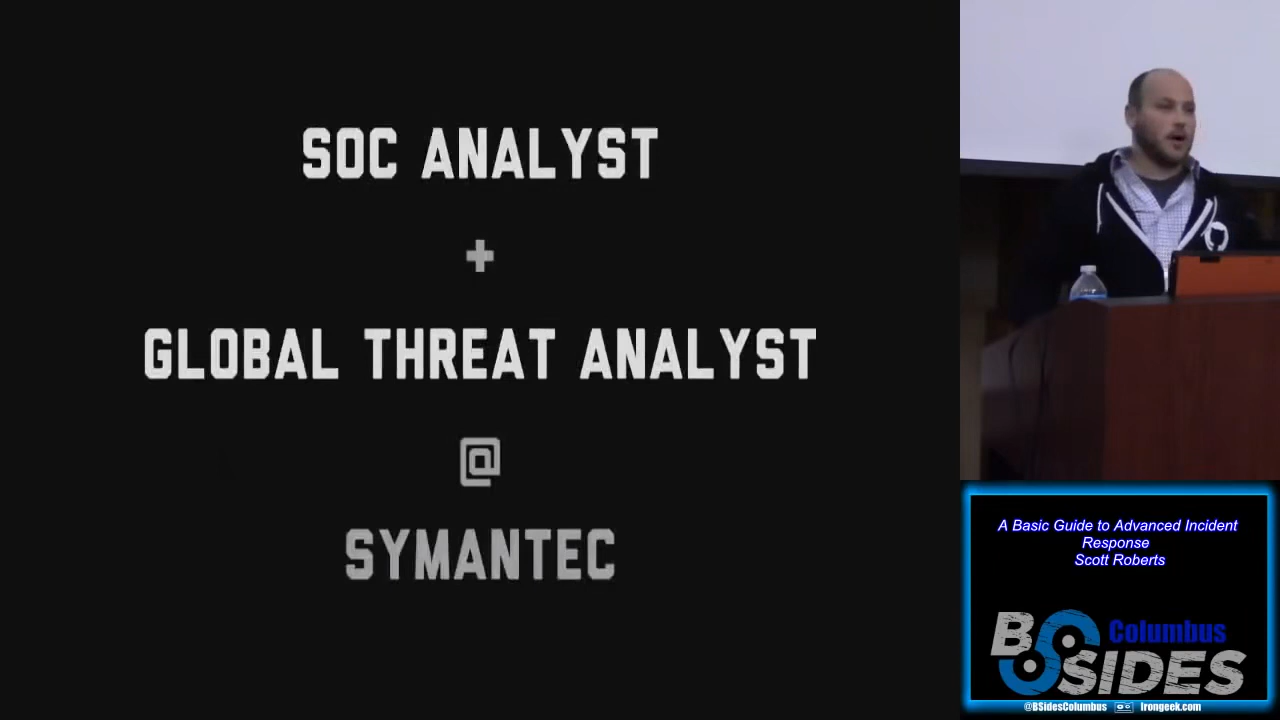 SOC ANALYST
+
GLOBAL THREAT ANALYST
@
SYMANTEC
A Basic Guide to Advanced Incident
Response
Scott Roberts
BSIDES
Columbus
@BSidesColumbus
Irongeek.com